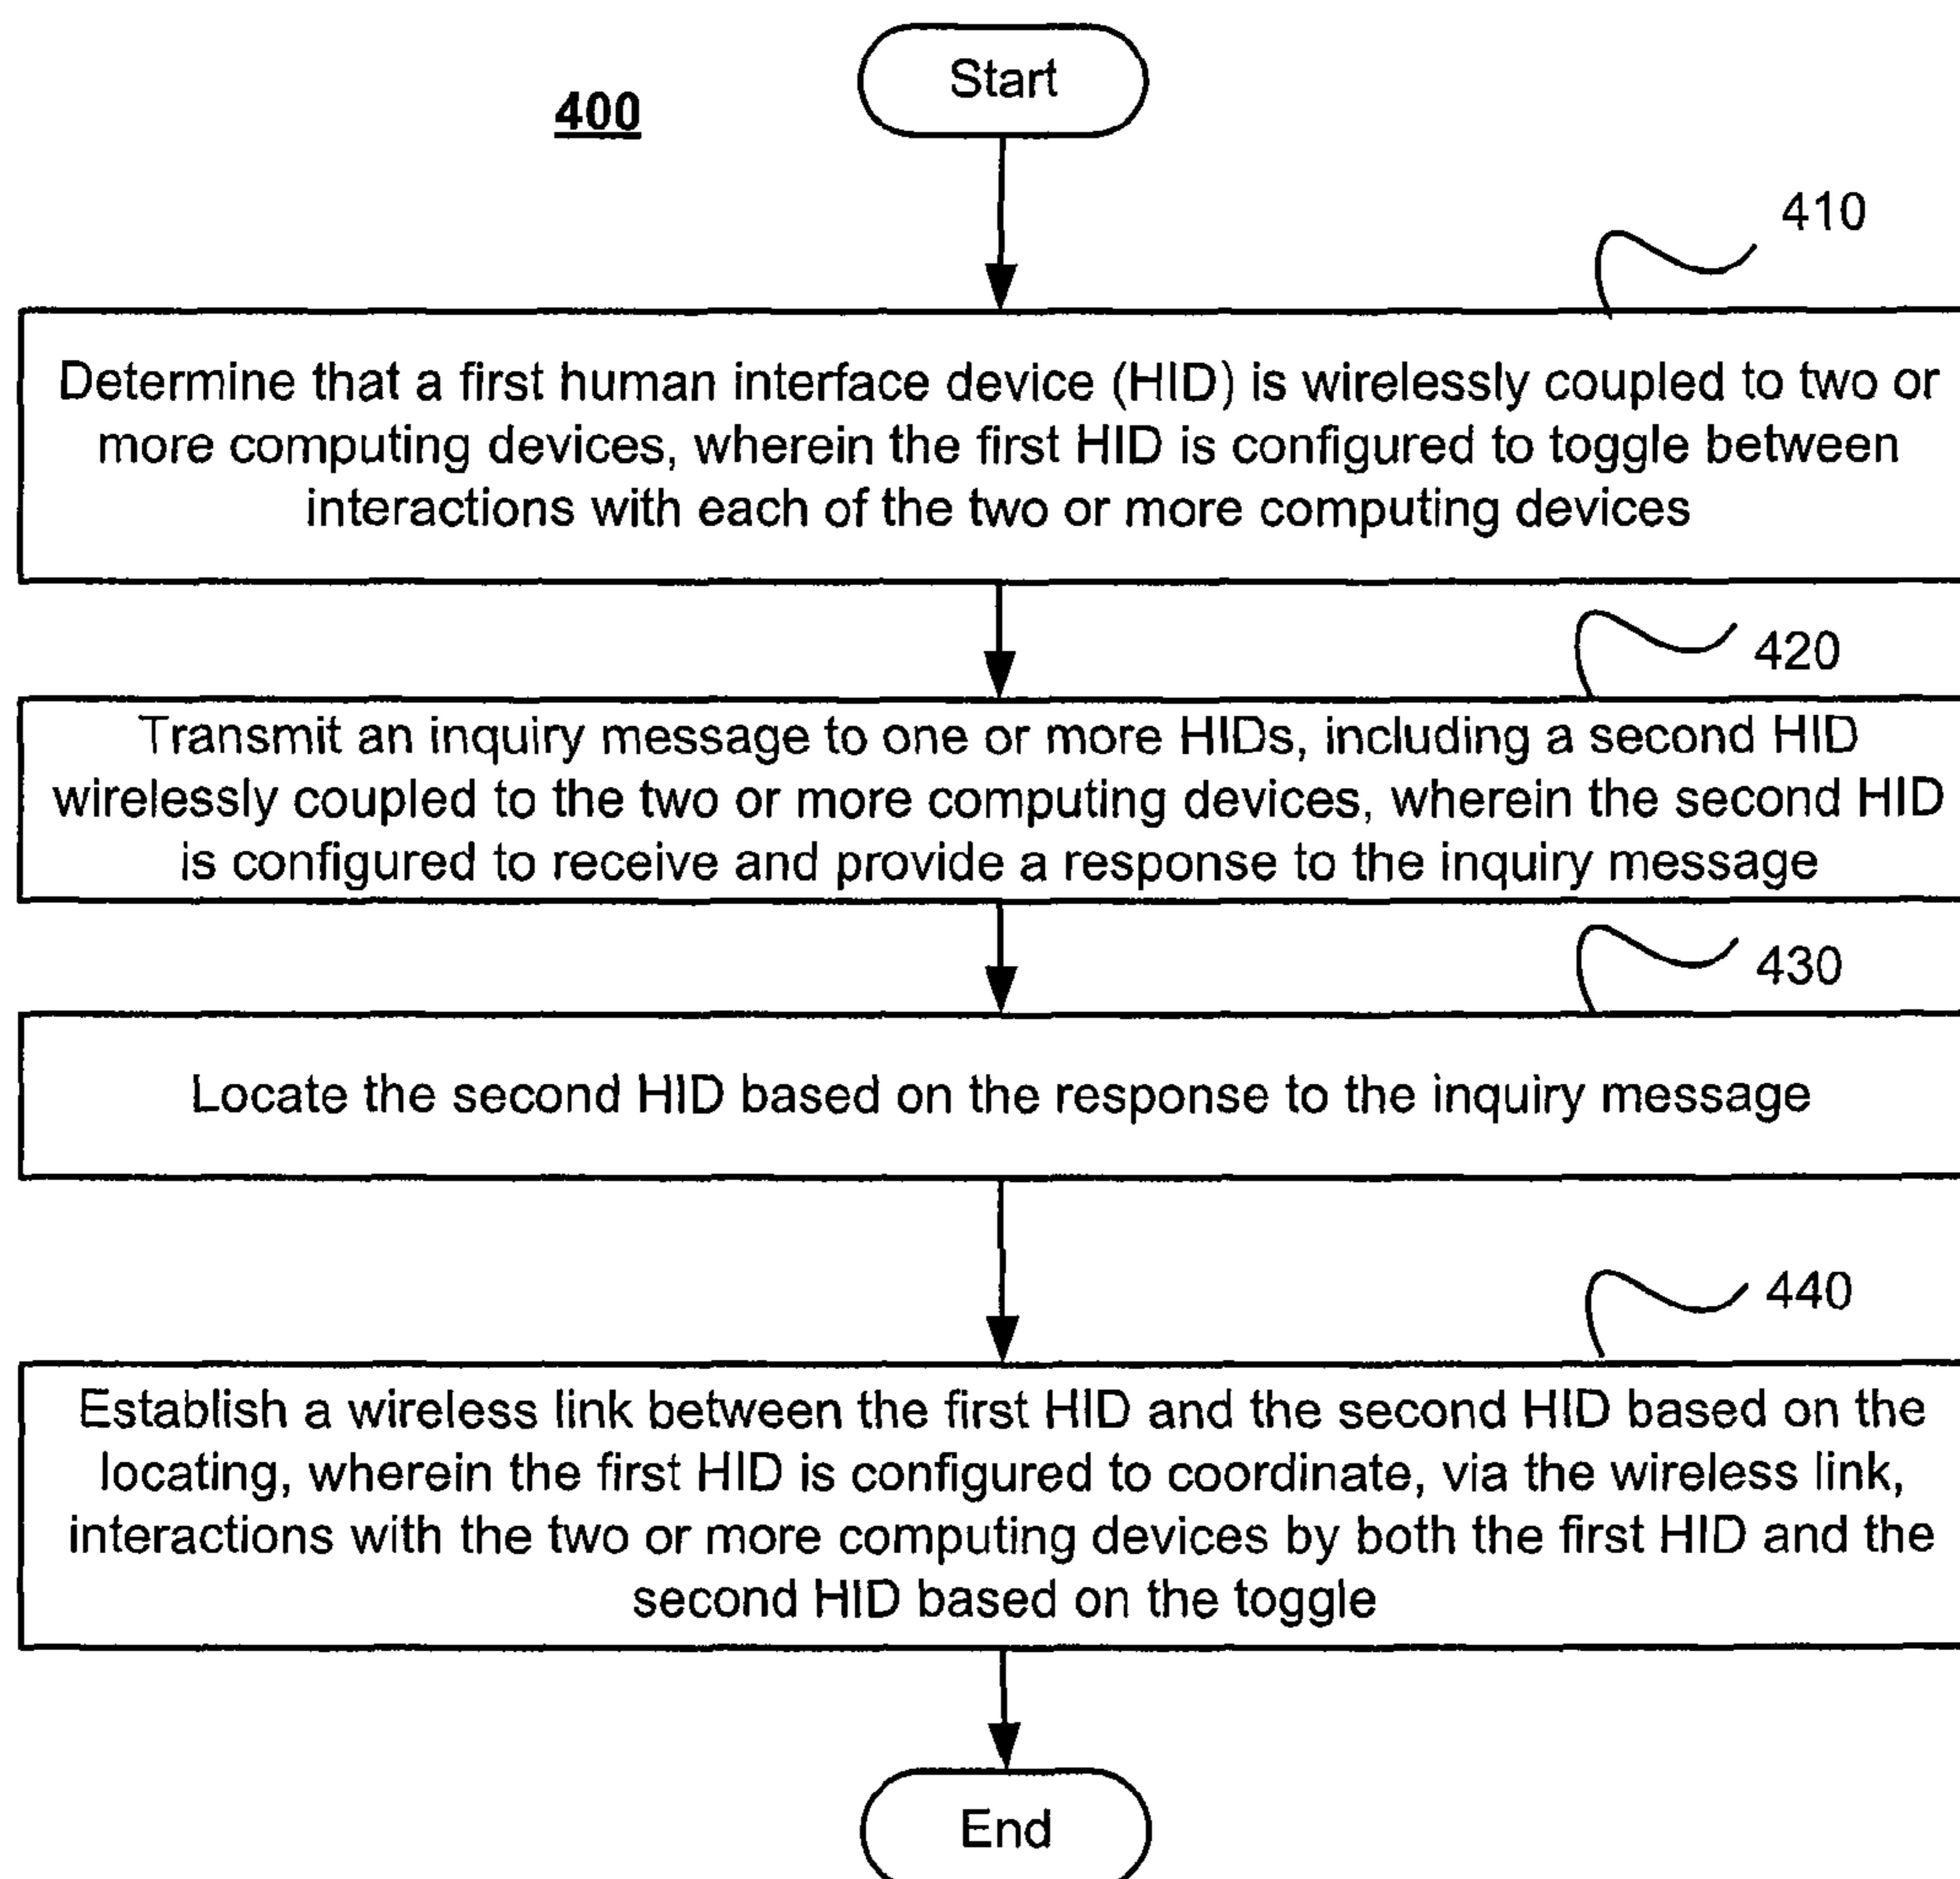 Start
400
410
Determine that a first human interface device (HID) is wirelessly coupled to two or
more computing devices, wherein the first HID is configured to toggle between
interactions with each of the two or more computing devices
420
Transmit an inquiry message to one or more HIDs, including a second HID
wirelessly coupled to the two or more computing devices, wherein the second HID
is configured to receive and provide a response to the inquiry message
430
Locate the second HID based on the response to the inquiry message
440
Establish a wireless link between the first HID and the second HID based on the
locating, wherein the first HID is configured to coordinate, via the wireless link,
interactions with the two or more computing devices by both the first HID and the
second HID based on the toggle
End